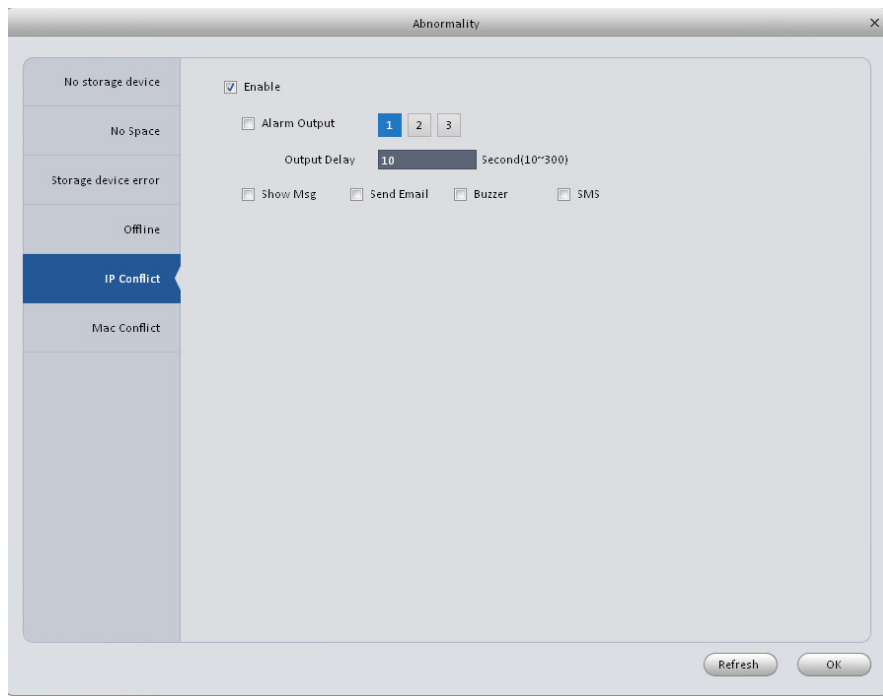 Abnormality
No storage device
No Space
Storage device error
Offline
IP Conflict
Mac Conflict
Enable
Alarm Output 1 2 3
Output Delay 10 Second(10~300)
Show Msg Send Email Buzzer SMS
Refresh OK